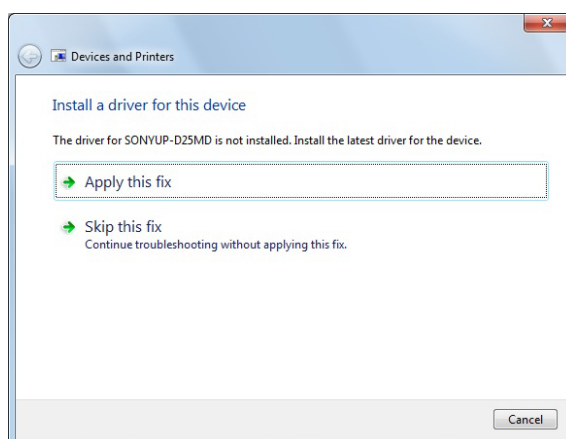 Devices and Printers
Install a driver for this device
The driver for SONYUP-D25MD is not installed. Install the latest driver for the device.
Apply this fix
Skip this fix
Continue troubleshooting without applying this fix.
Cancel